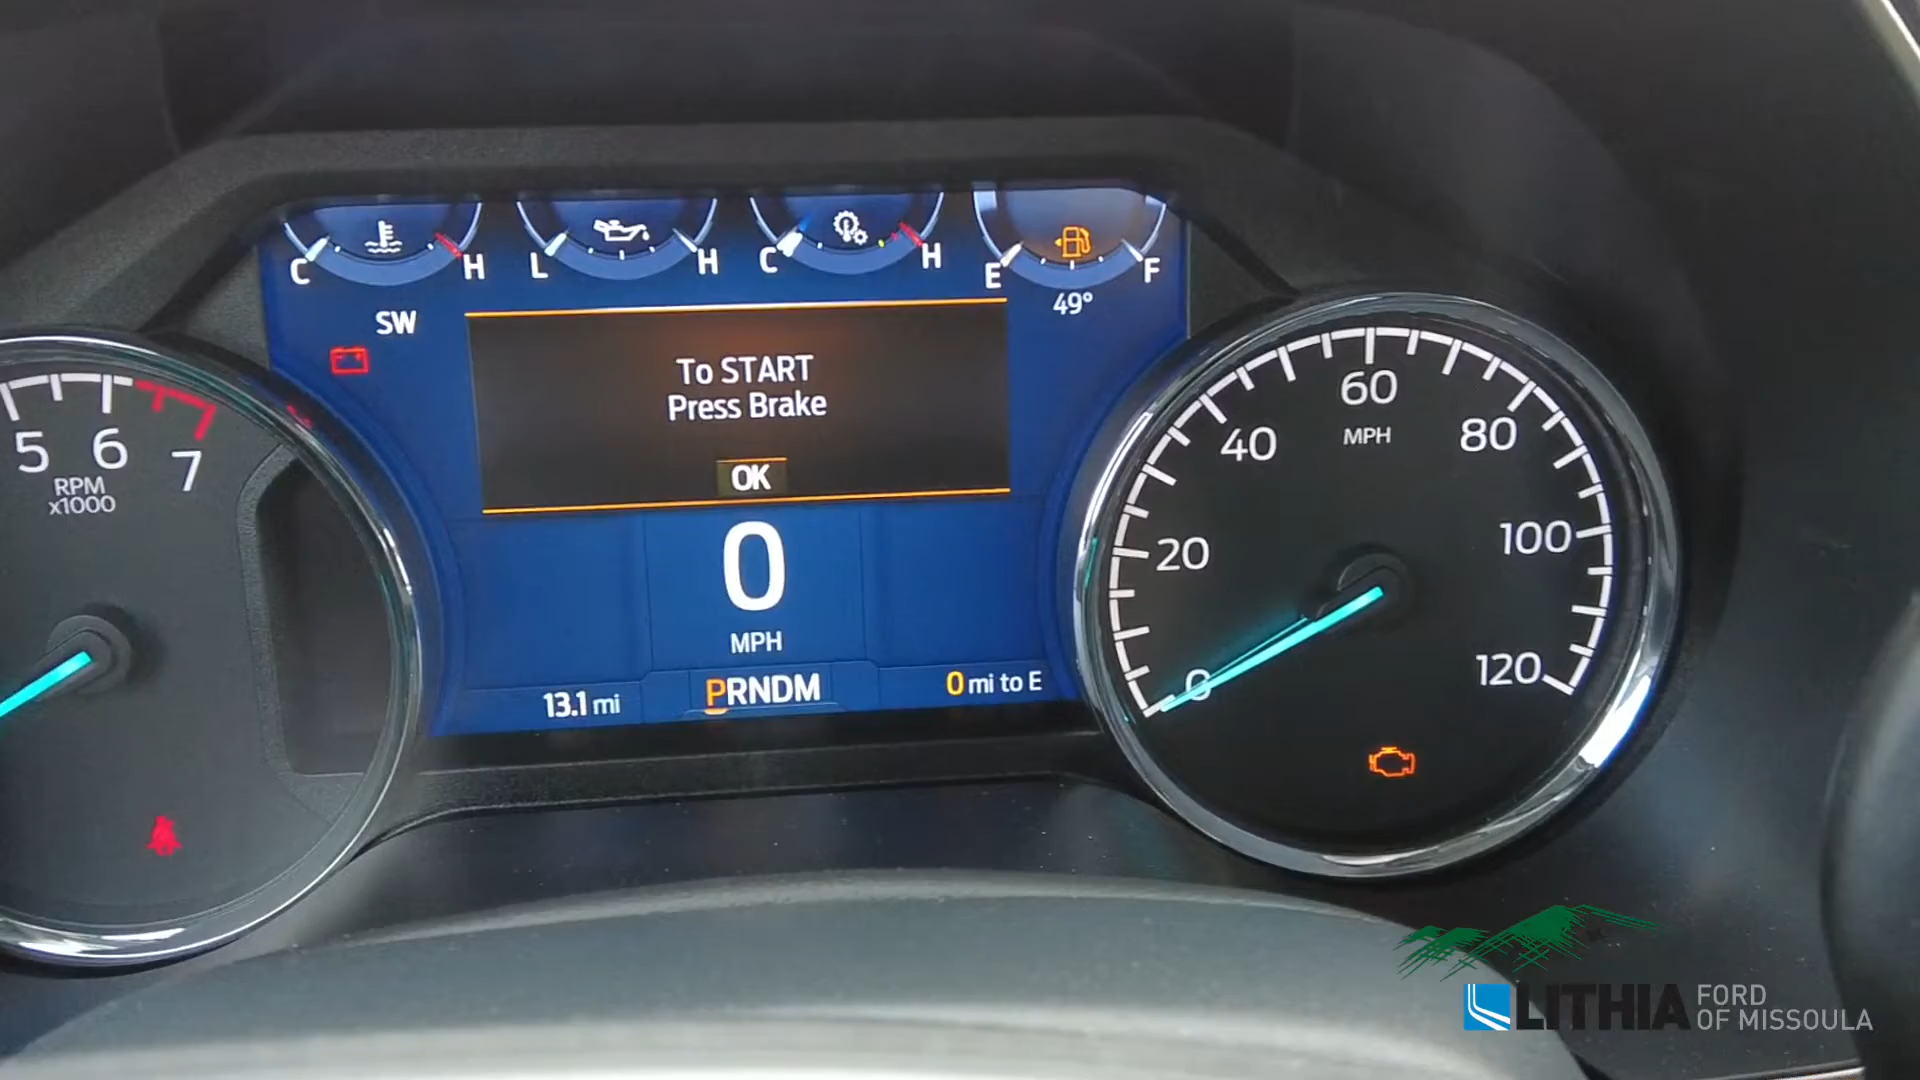 C H
L H
C H
E F
49°
SW
To START
Press Brake
OK
5 6 7
RPM
x1000
0
MPH
13.1 mi
PRNDM
0 mi to E
0 20 40 60 80 100 120
MPH
LITHIA
FORD
OF MISSOULA